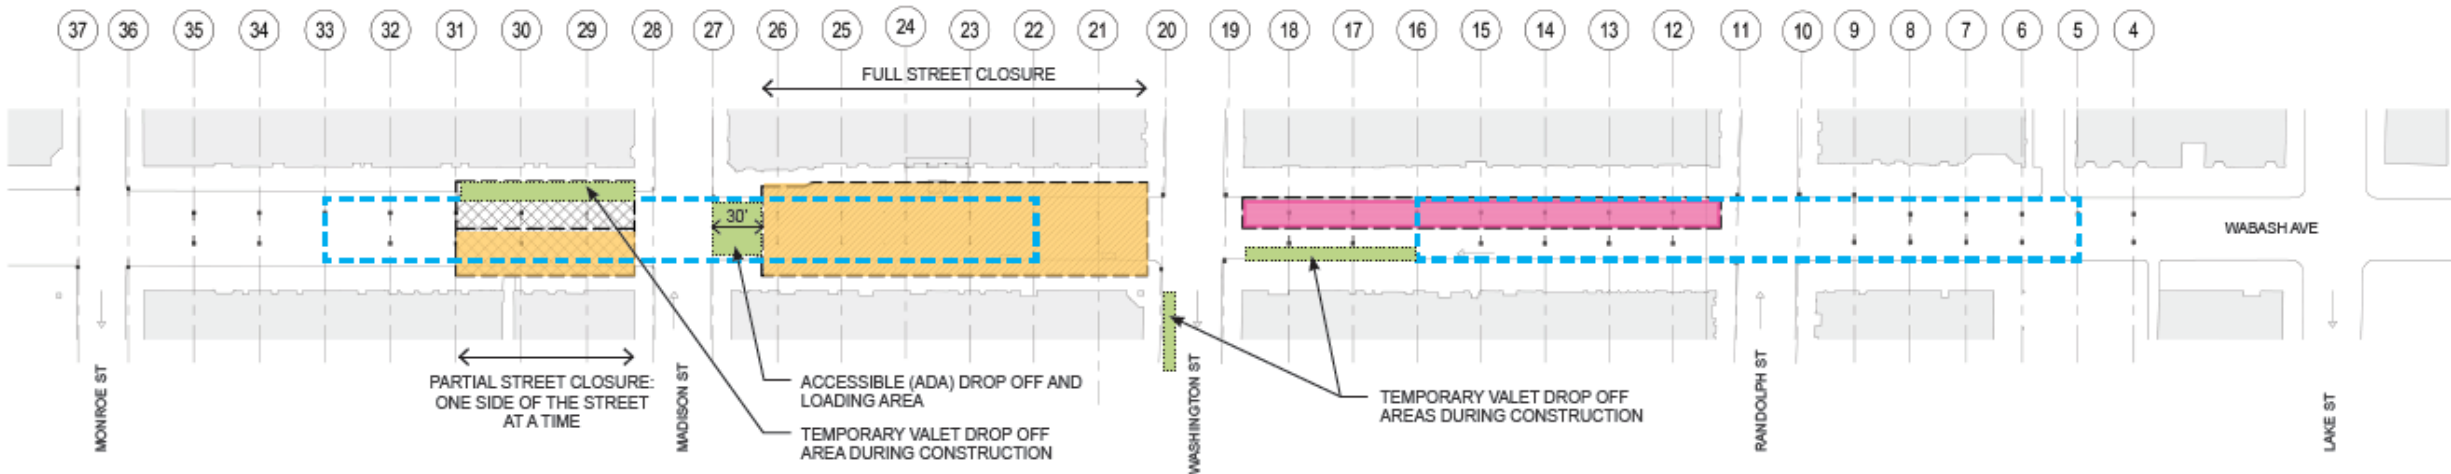 37 36 35 34 33 32 31 30 29 28 27 26 25 24 23 22 21 20 19 18 17 16 15 14 13 12 11 10 9 8 7 6 5 4
FULL STREET CLOSURE
30'
WABASH AVE
PARTIAL STREET CLOSURE:
ONE SIDE OF THE STREET
AT A TIME
ACCESSIBLE (ADA) DROP OFF AND
LOADING AREA
TEMPORARY VALET DROP OFF
AREA DURING CONSTRUCTION
TEMPORARY VALET DROP OFF
AREAS DURING CONSTRUCTION
MONROE ST
MADISON ST
WASHINGTON ST
RANDOLPH ST
LAKE ST